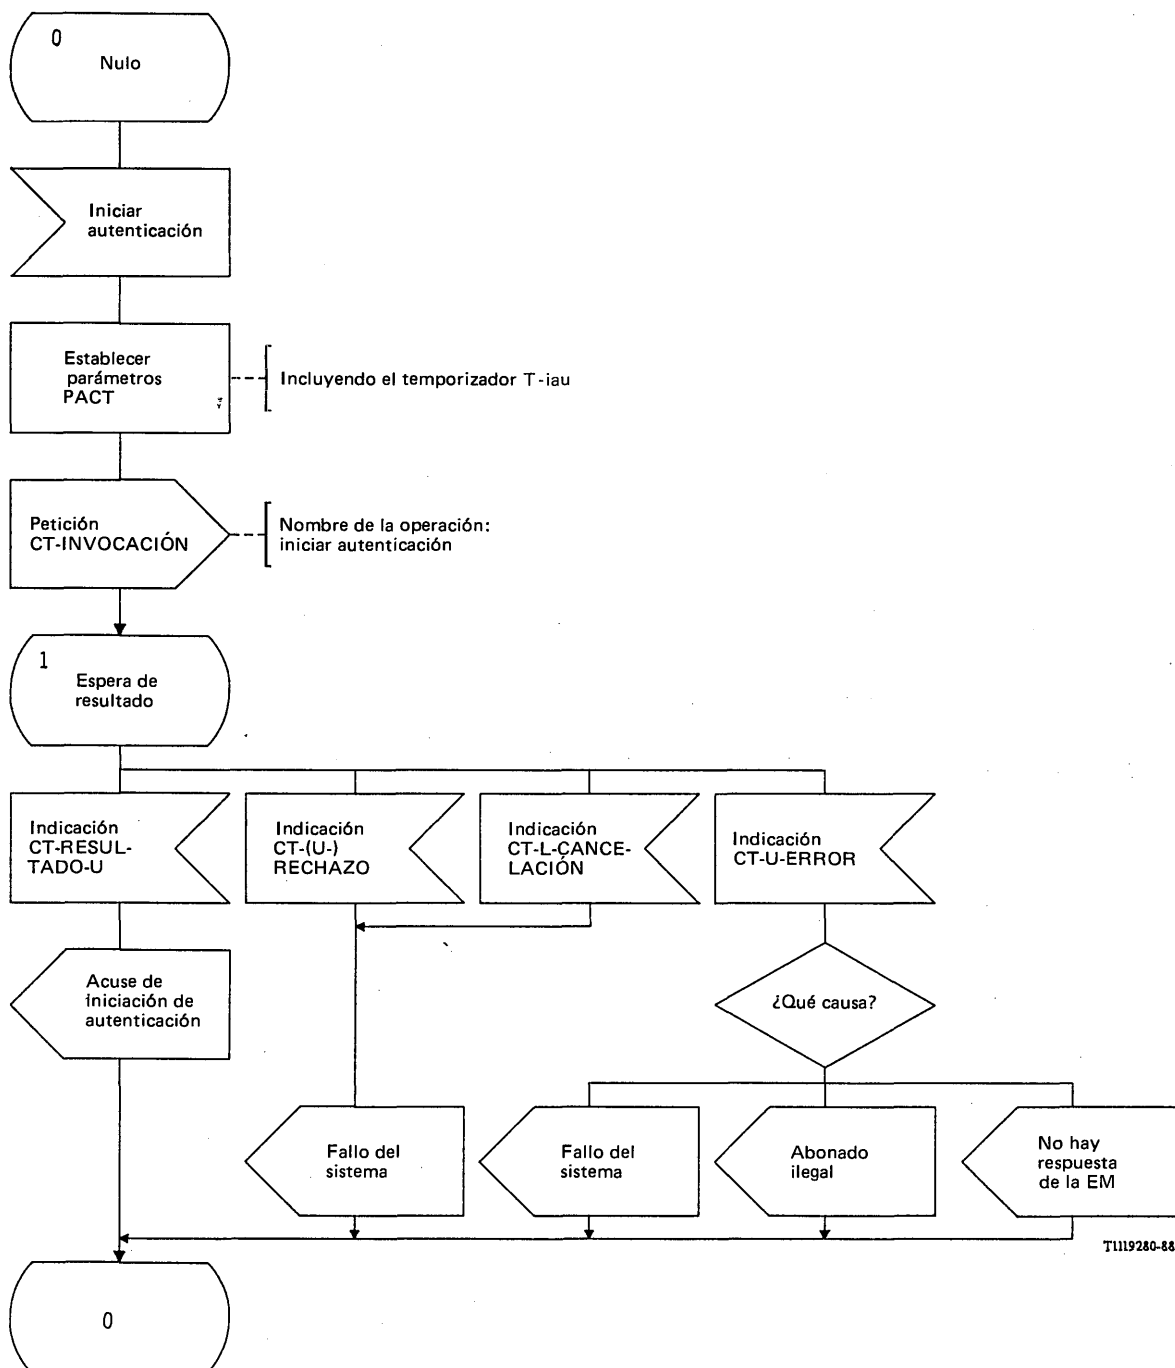 0
Nulo
Iniciar
autenticación
Establecer
parámetros
PACT
Incluyendo el temporizador T-iau
Petición
CT-INVOCACIÓN
Nombre de la operación:
iniciar autenticación
1
Espera de
resultado
Indicación
CT-RESUL-
TADO-U
Indicación
CT-(U-)
RECHAZO
Indicación
CT-L-CANCE-
LACIÓN
Indicación
CT-U-ERROR
Acuse de
iniciación de
autenticación
¿Qué causa?
Fallo del
sistema
Fallo del
sistema
Abonado
ilegal
No hay
respuesta
de la EM
T1119280-88
0